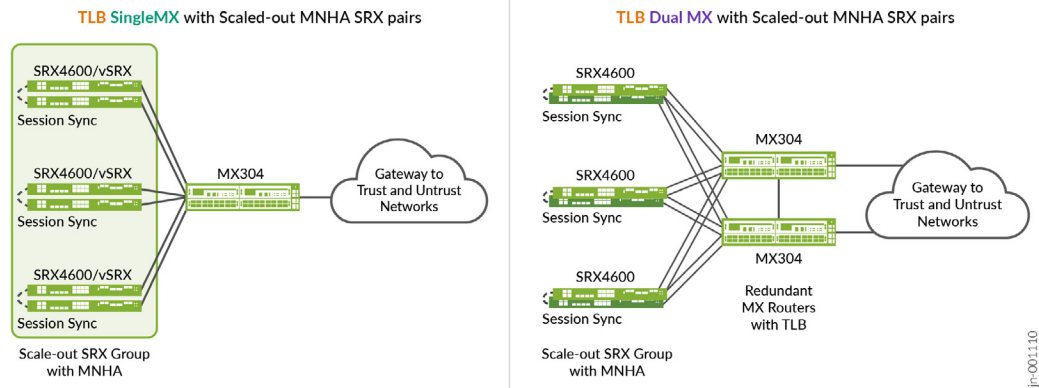 TLB SingleMX with Scaled-out MNHA SRX pairs
SRX4600/vSRX
Session Sync
SRX4600/vSRX
Session Sync
SRX4600/vSRX
Session Sync
Scale-out SRX Group
with MNHA
MX304
Gateway to
Trust and Untrust
Networks
TLB Dual MX with Scaled-out MNHA SRX pairs
SRX4600
Session Sync
SRX4600
Session Sync
SRX4600
Session Sync
Scale-out SRX Group
with MNHA
MX304
MX304
Redundant
MX Routers
with TLB
Gateway to
Trust and Untrust
Networks
jn-001110